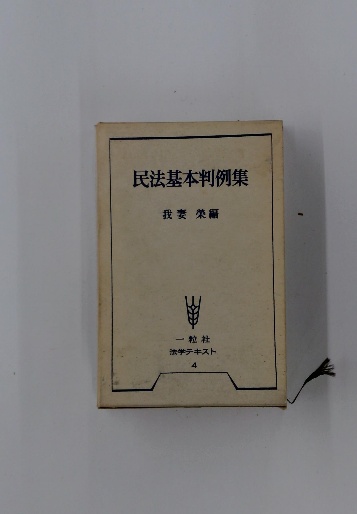 民法基本判例集
我妻 榮編
一粒社
法学テキスト
4